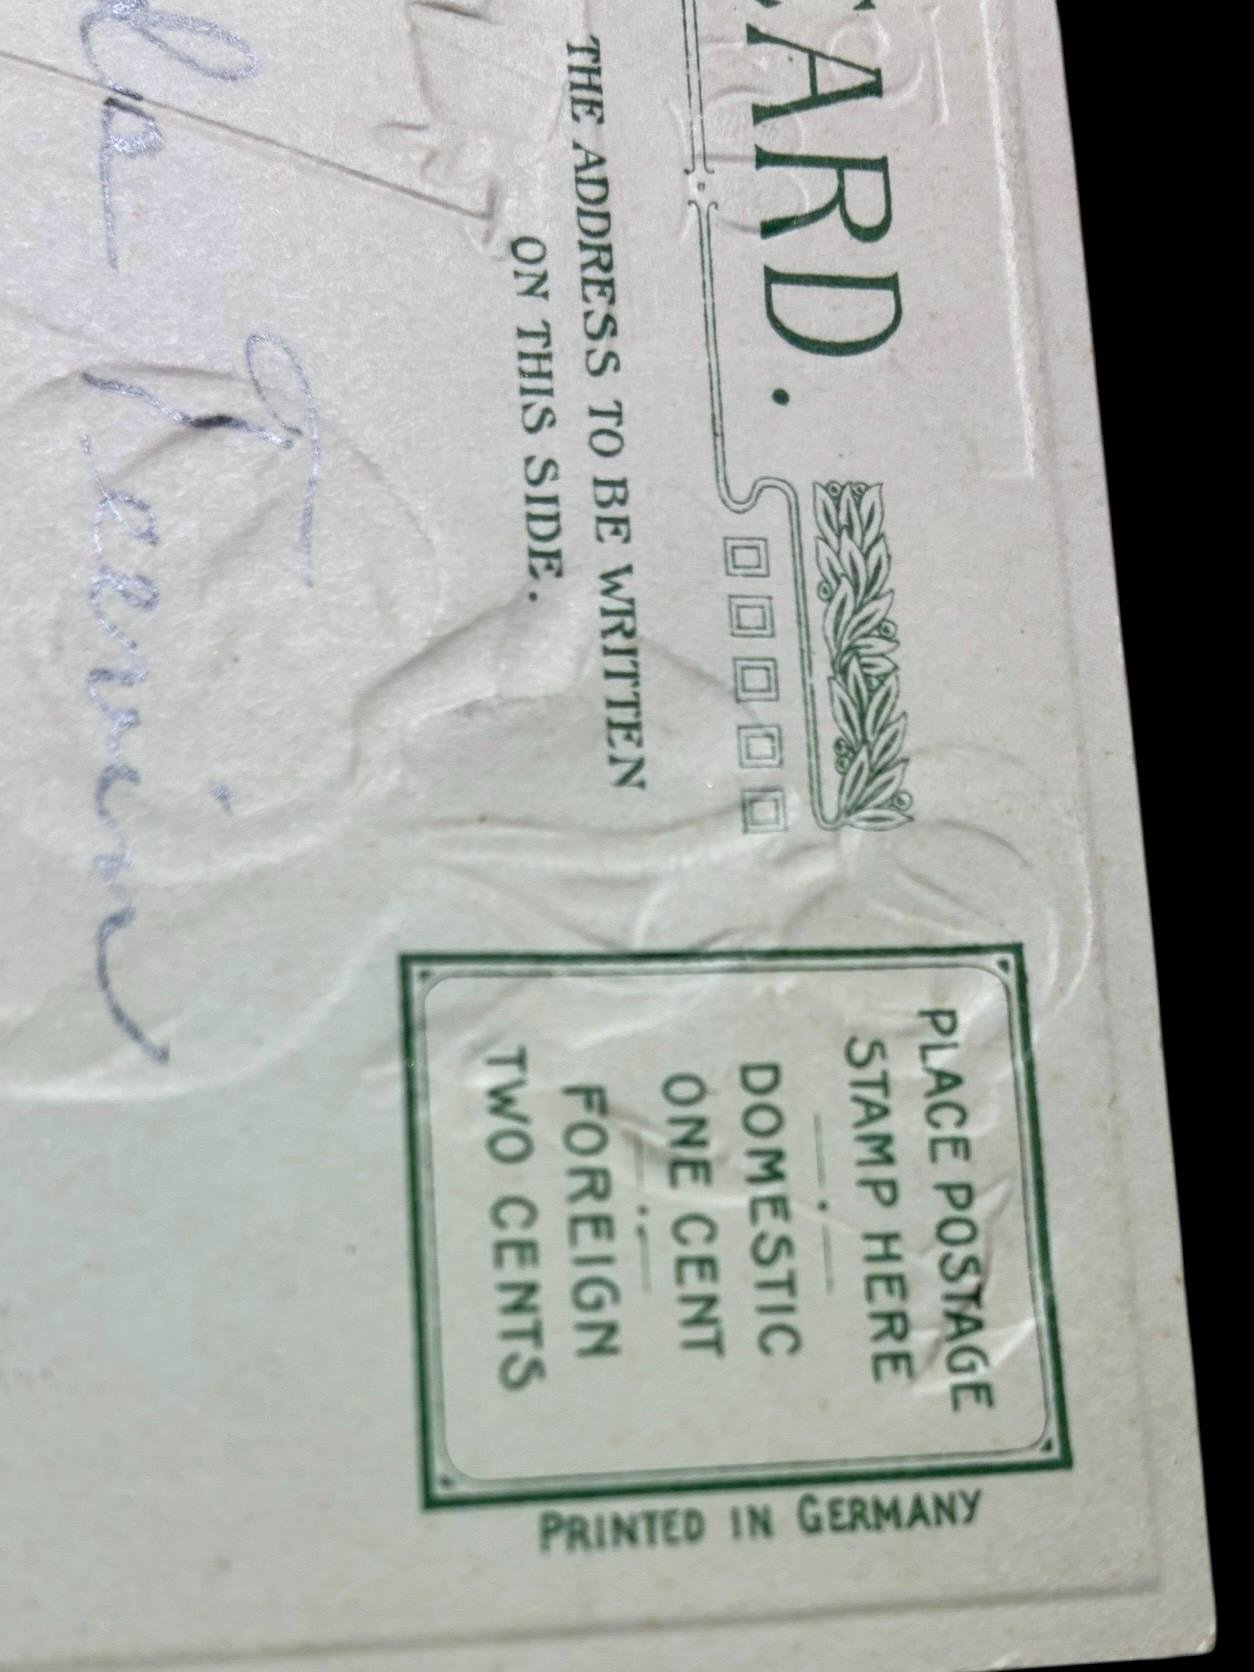 CARD.
THE ADDRESS TO BE WRITTEN
ON THIS SIDE.
PLACE POSTAGE
STAMP HERE
DOMESTIC
ONE CENT
FOREIGN
TWO CENTS
PRINTED IN GERMANY